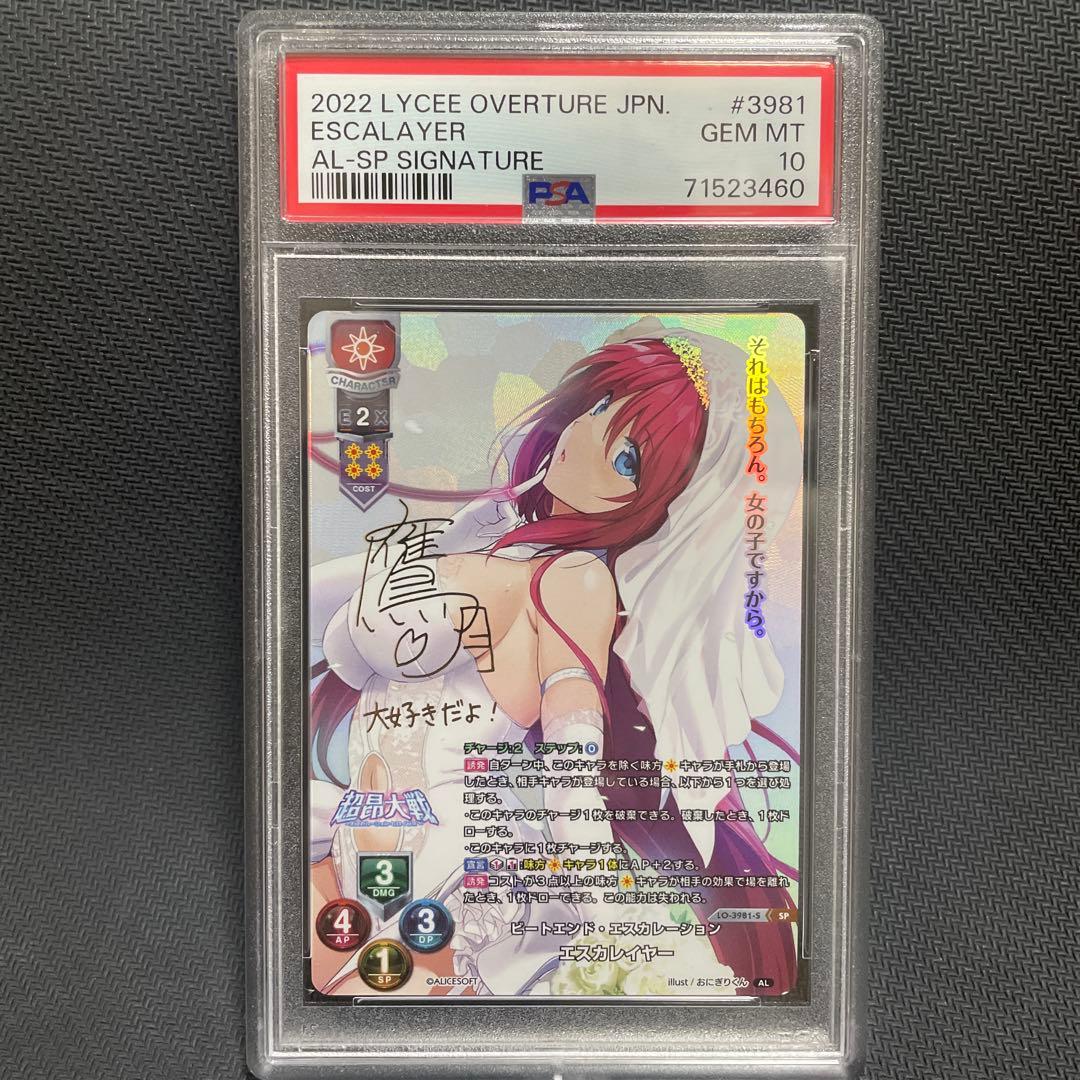 2022 LYCEE OVERTURE JPN. #3981
ESCALAYER GEM MT
AL-SP SIGNATURE 10
PSA
71523460
CHARACTER
E 2 X
COST
それはもちろん。女の子ですから。
大好きだよ!
チャージ:2 ステップ:0
誘発 自ターン中、このキャラを除く味方キャラが手札から登場
したとき、相手キャラが登場している場合、以下から1つを選び処
理する。
・このキャラのチャージ1枚を破棄できる。破棄したとき、1枚ド
ローする。
・このキャラに1枚チャージする。
宣言 :味方キャラ1体にAP+2する。
誘発 コストが3点以上の味方キャラが相手の効果で場を離れ
たとき、1枚ドローできる。この能力は失われる。
超昂大戦
3
DMG
4
AP
3
DP
1
SP
LO-3981-S SP
ビートエンド・エスカレーション
エスカレイヤー
©ALICESOFT
illust / おにぎりくん AL